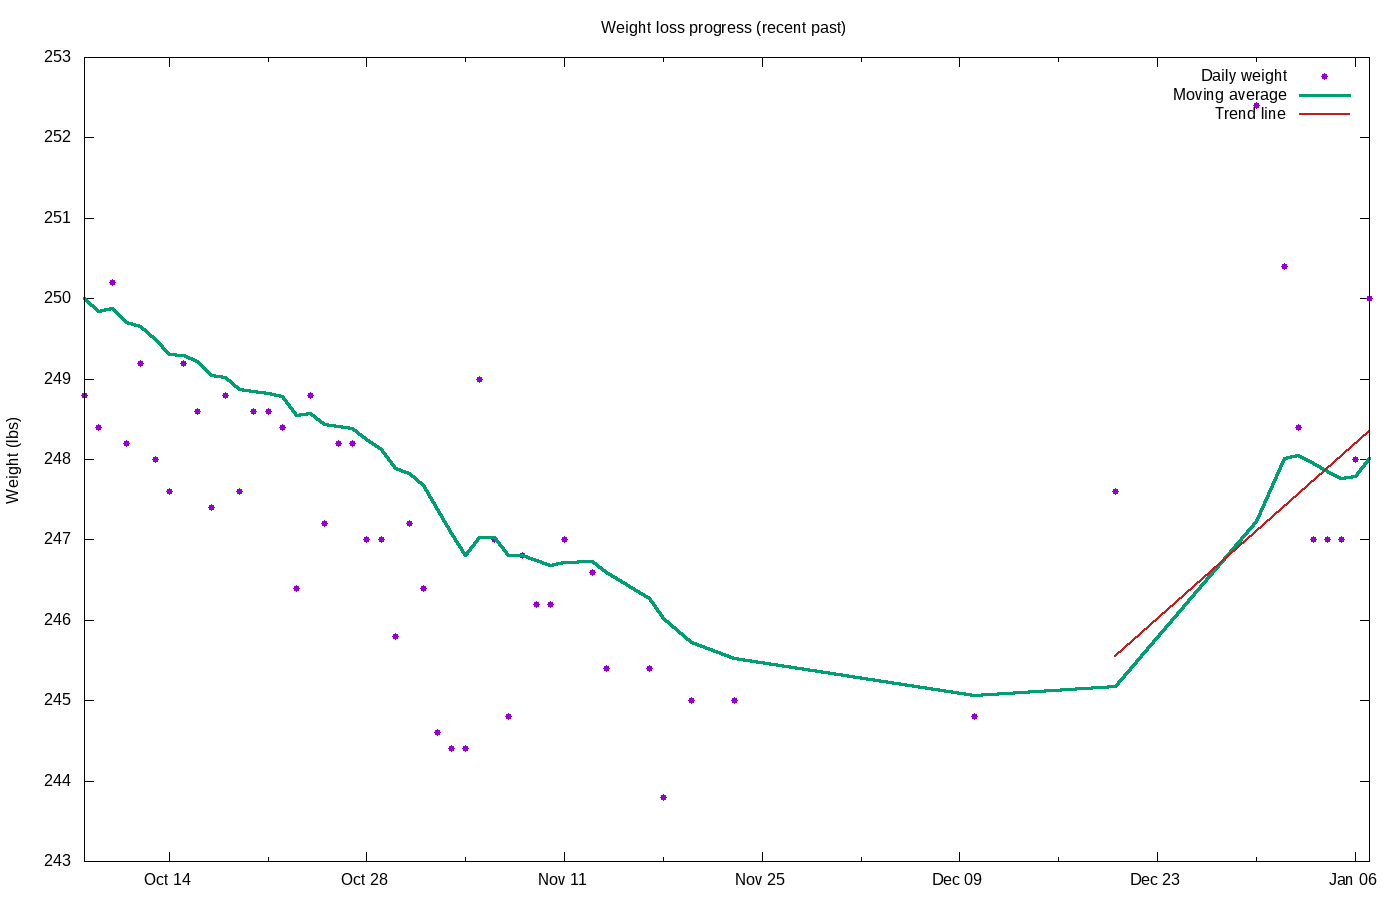 Weight loss progress (recent past)
253
252
251
250
249
248
247
246
245
244
243
Weight (lbs)
Daily weight
Moving average
Trend line
Oct 14
Oct 28
Nov 11
Nov 25
Dec 09
Dec 23
Jan 06